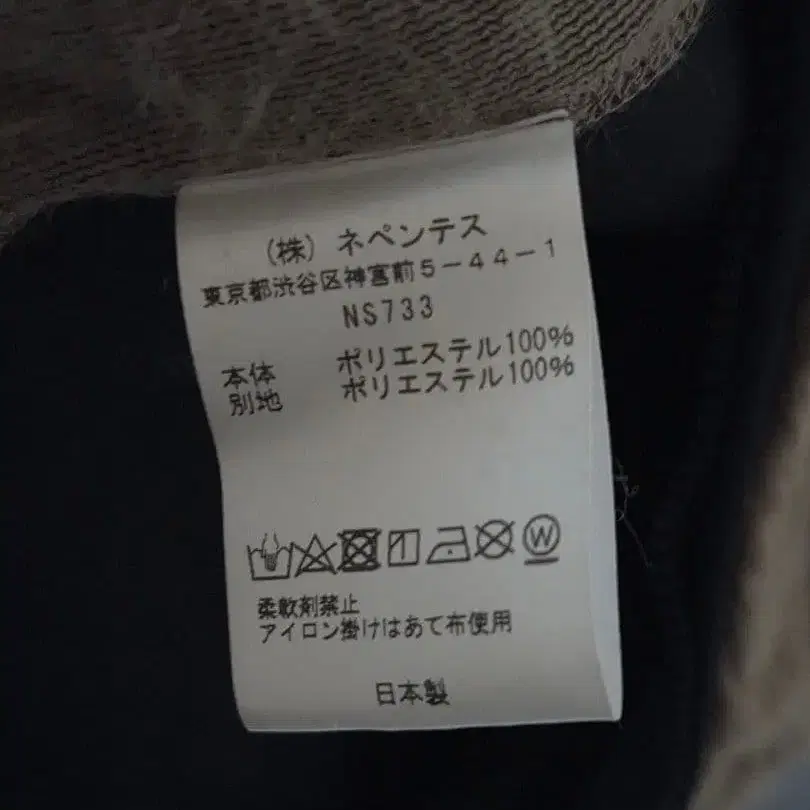 （株）ネペンテス
東京都渋谷区神宮前5－44－1
NS733
本体 ポリエステル100%
別地 ポリエステル100%
W
柔軟剤禁止
アイロン掛けはあて布使用
日本製